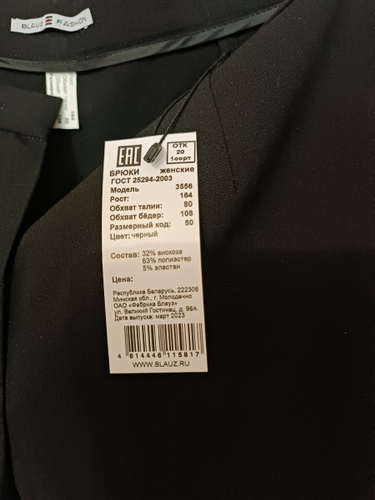 BLAUZ FASHION
EAC
ОТК
20
1сорт
БРЮКИ женские
ГОСТ 25294-2003
Модель 3556
Рост: 164
Обхват талии: 80
Обхват бёдер: 108
Размерный код: 50
Цвет: черный
Состав: 32% вискоза
63% полиэстер
5% эластан
Цена:
Республика Беларусь, 222306
Минская обл., г. Молодечно
ОАО «Фабрика Блауз»
ул. Великий Гостинец, д. 96А
Дата выпуска: март 2023
4 814446 115817
WWW.BLAUZ.RU